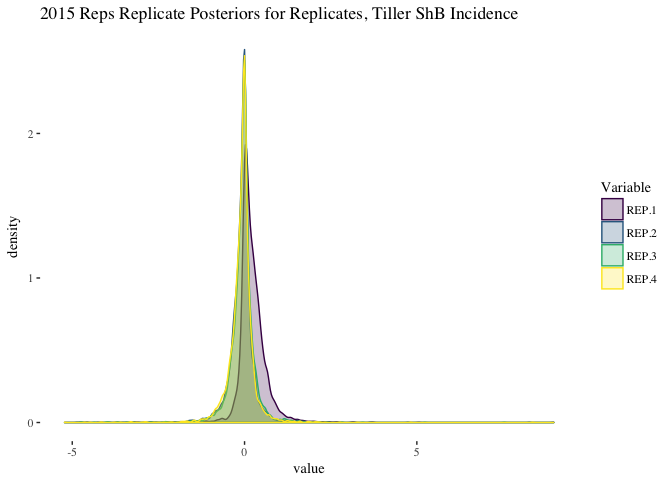 2015 Reps Replicate Posteriors for Replicates, Tiller ShB Incidence
density
2
1
0
-5
0
5
value
Variable
REP.1
REP.2
REP.3
REP.4